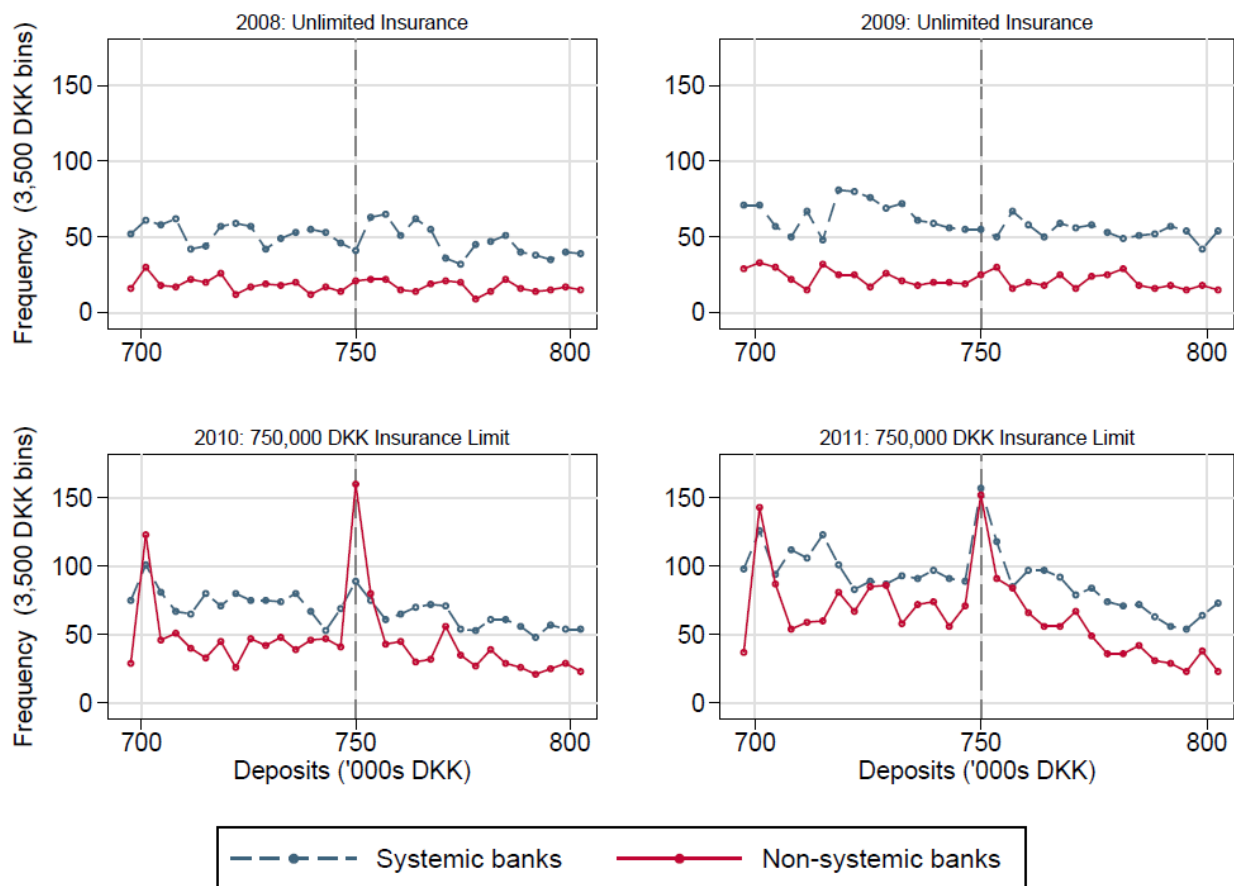 2008: Unlimited Insurance
2009: Unlimited Insurance
Frequency (3,500 DKK bins)
150
100
50
0
700
750
800
150
100
50
0
700
750
800
2010: 750,000 DKK Insurance Limit
2011: 750,000 DKK Insurance Limit
Frequency (3,500 DKK bins)
150
100
50
0
700
750
800
Deposits ('000s DKK)
150
100
50
0
700
750
800
Deposits ('000s DKK)
Systemic banks
Non-systemic banks